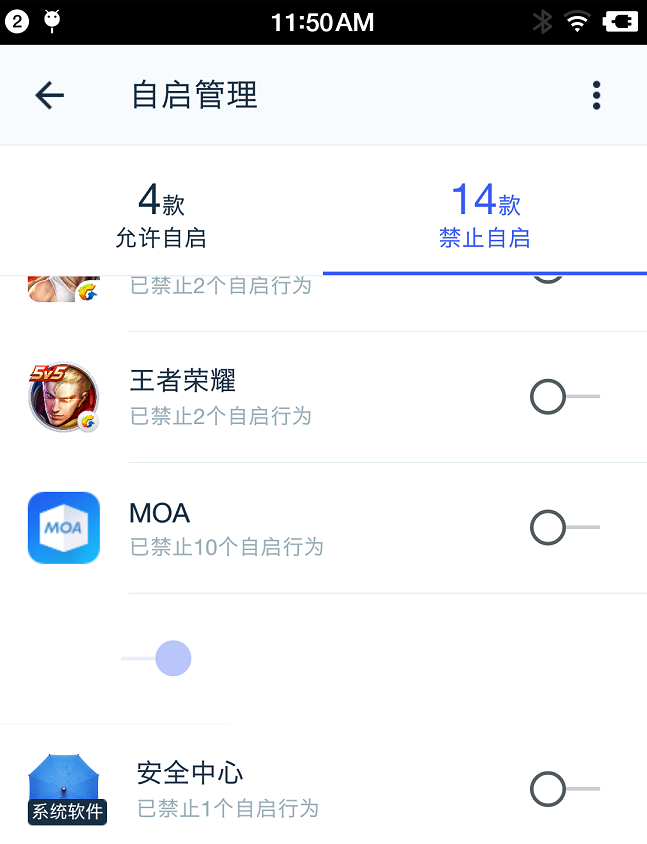 2
11:50AM
自启管理
4款
允许自启
14款
禁止自启
已禁止2个自启行为
5v5
王者荣耀
已禁止2个自启行为
MOA
MOA
已禁止10个自启行为
安全中心
系统软件
已禁止1个自启行为